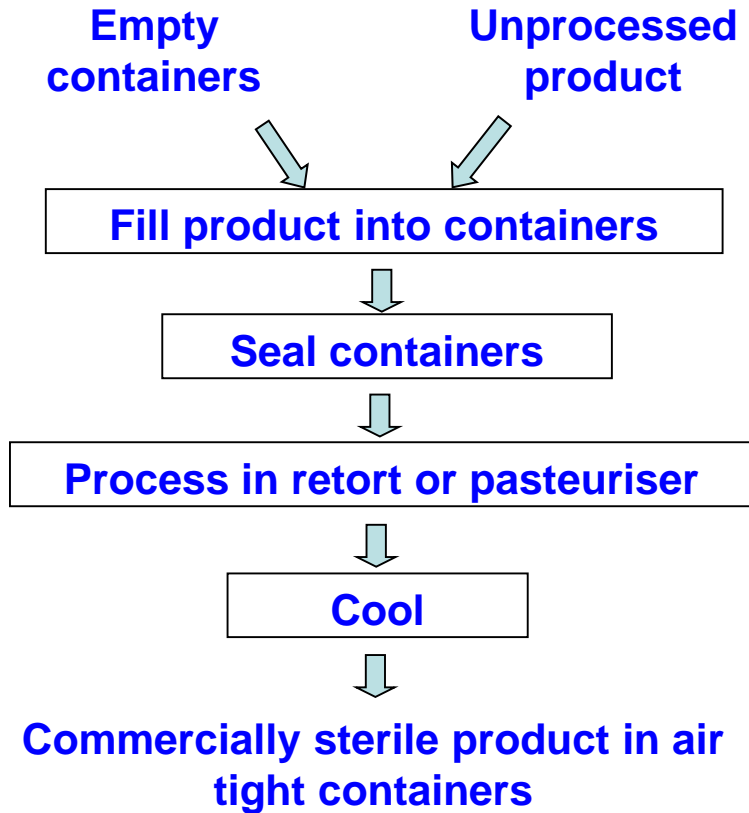 Empty
containers
Unprocessed
product
Fill product into containers
Seal containers
Process in retort or pasteuriser
Cool
Commercially sterile product in air
tight containers